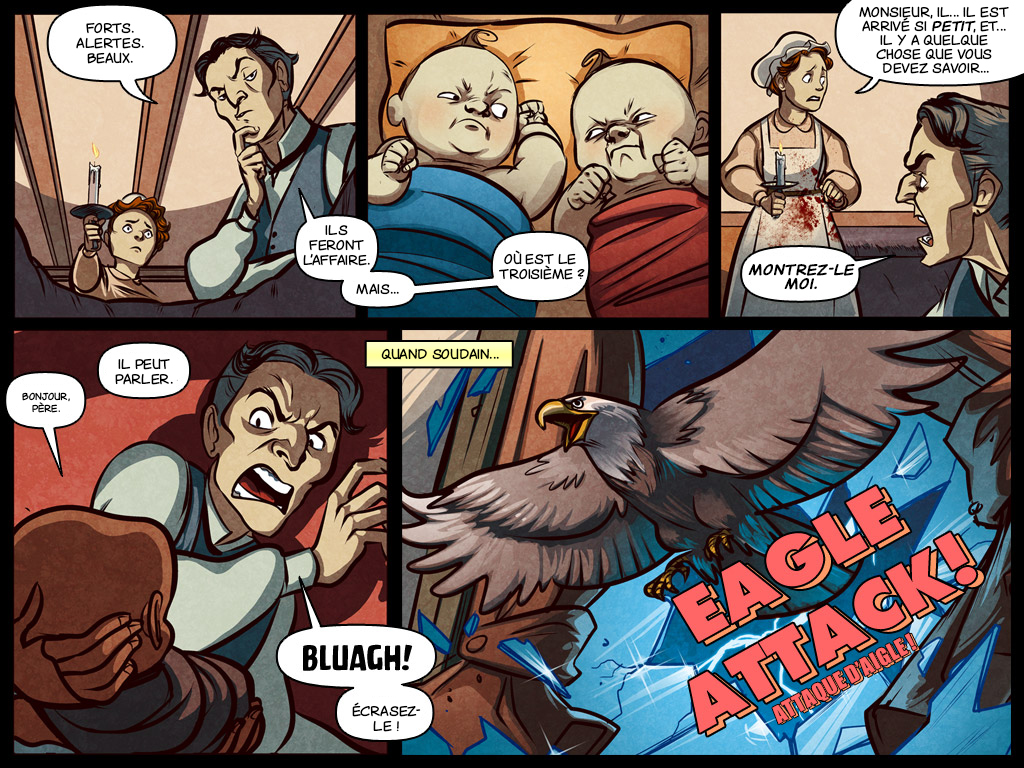 FORTS.
ALERTES.
BEAUX.
ILS
FERONT
L'AFFAIRE.
MAIS...
OÙ EST LE
TROISIÈME ?
MONSIEUR, IL... IL EST
ARRIVÉ SI PETIT, ET...
IL Y A QUELQUE
CHOSE QUE VOUS
DEVEZ SAVOIR...
MONTREZ-LE
MOI.
BONJOUR,
PÈRE.
IL PEUT
PARLER.
BLUAGH!
ÉCRASEZ-
LE !
QUAND SOUDAIN...
EAGLE
ATTACK!
ATTAQUE D'AIGLE !